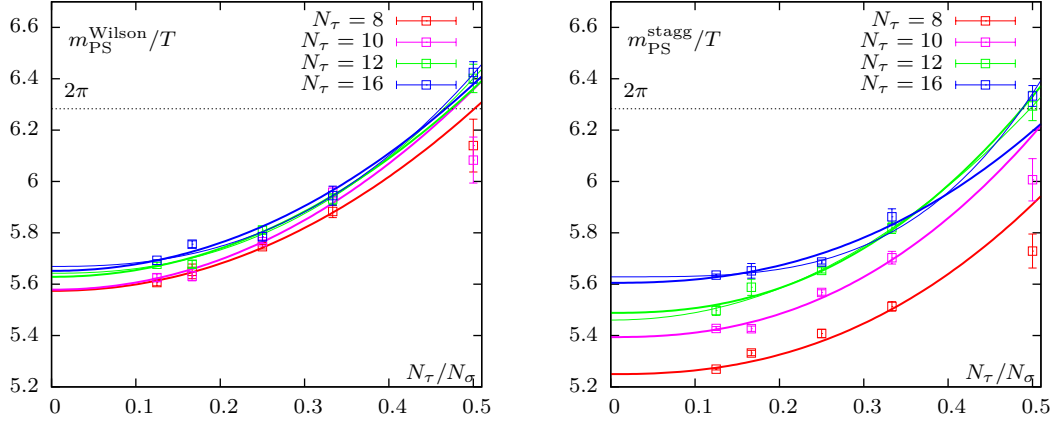 6.6
6.4
6.2
6
5.8
5.6
5.4
5.2
0
0.1
0.2
0.3
0.4
0.5
m_PS^Wilson/T
2π
N_τ = 8
N_τ = 10
N_τ = 12
N_τ = 16
N_τ/N_σ
6.6
6.4
6.2
6
5.8
5.6
5.4
5.2
0
0.1
0.2
0.3
0.4
0.5
m_PS^stagg/T
2π
N_τ = 8
N_τ = 10
N_τ = 12
N_τ = 16
N_τ/N_σ